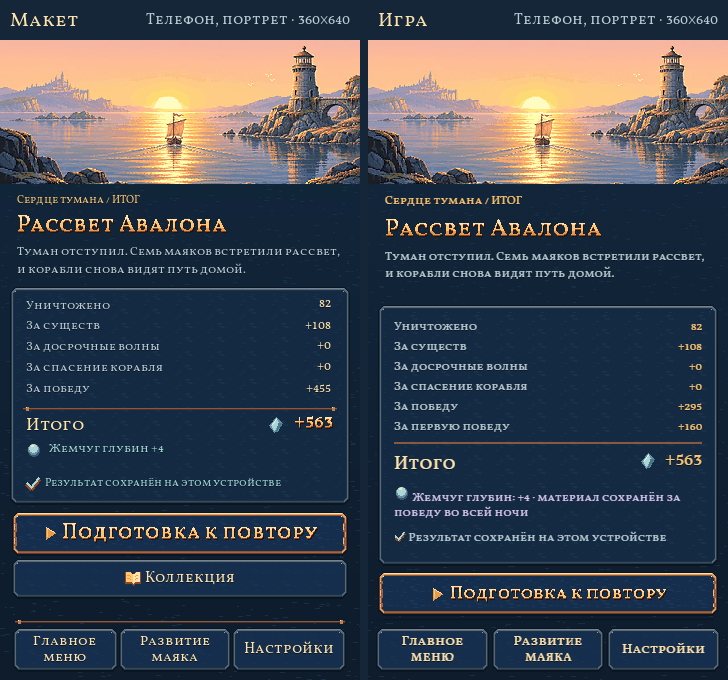 Макет
Телефон, портрет · 360×640
Сердце тумана / ИТОГ
Рассвет Авалона
Туман отступил. Семь маяков встретили рассвет,
и корабли снова видят путь домой.
Уничтожено 82
За существ +108
За досрочные волны +0
За спасение корабля +0
За победу +455
Итого +563
Жемчуг глубин +4
Результат сохранён на этом устройстве
Подготовка к повтору
Коллекция
Главное
меню
Развитие
маяка
Настройки
Игра
Телефон, портрет · 360×640
Сердце тумана / ИТОГ
Рассвет Авалона
Туман отступил. Семь маяков встретили рассвет,
и корабли снова видят путь домой.
Уничтожено 82
За существ +108
За досрочные волны +0
За спасение корабля +0
За победу +295
За первую победу +160
Итого +563
Жемчуг глубин: +4 · материал сохранён за
победу во всей ночи
Результат сохранён на этом устройстве
Подготовка к повтору
Главное
меню
Развитие
маяка
Настройки